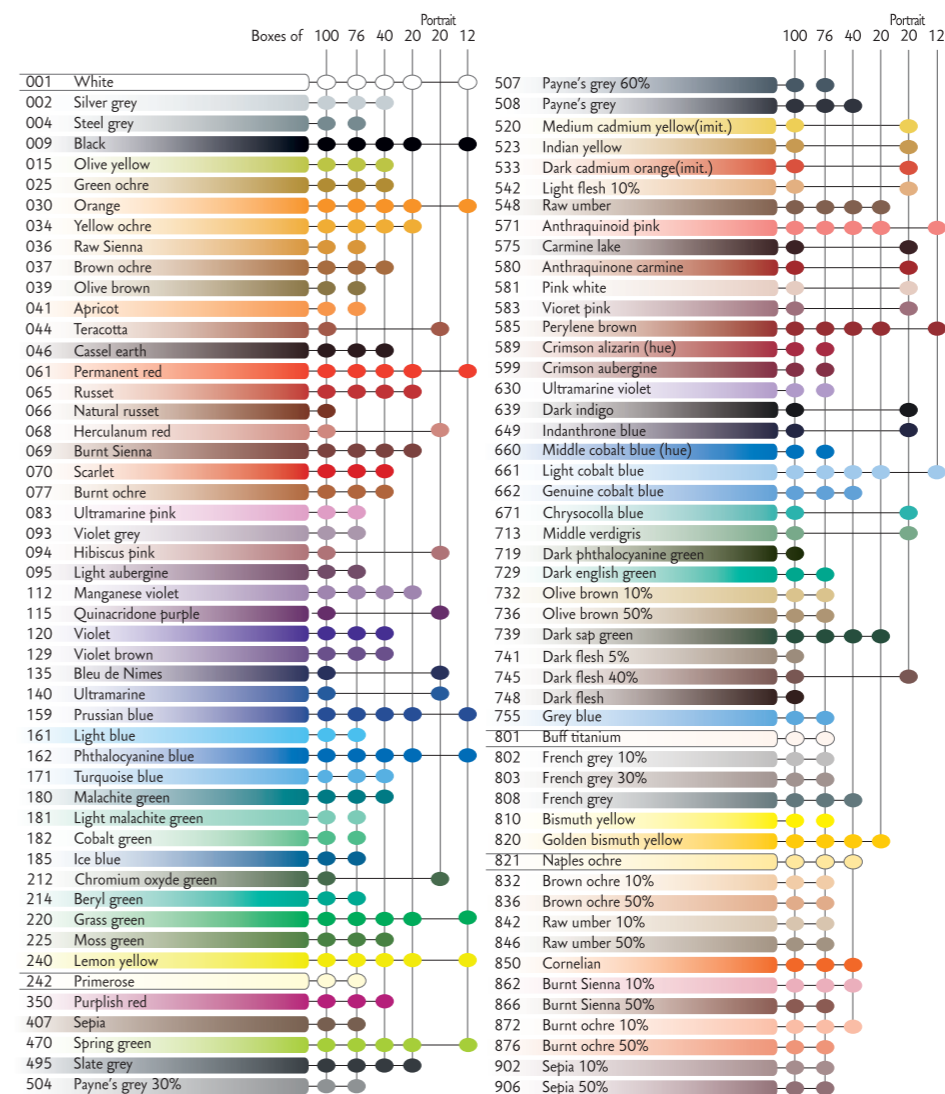 Portrait
Boxes of 100 76 40 20 20 12
001 White
002 Silver grey
004 Steel grey
009 Black
015 Olive yellow
025 Green ochre
030 Orange
034 Yellow ochre
036 Raw Sienna
037 Brown ochre
039 Olive brown
041 Apricot
044 Teracotta
046 Cassel earth
061 Permanent red
065 Russet
066 Natural russet
068 Herculanum red
069 Burnt Sienna
070 Scarlet
077 Burnt ochre
083 Ultramarine pink
093 Violet grey
094 Hibiscus pink
095 Light aubergine
112 Manganese violet
115 Quinacridone purple
120 Violet
129 Violet brown
135 Bleu de Nimes
140 Ultramarine
159 Prussian blue
161 Light blue
162 Phthalocyanine blue
171 Turquoise blue
180 Malachite green
181 Light malachite green
182 Cobalt green
185 Ice blue
212 Chromium oxyde green
214 Beryl green
220 Grass green
225 Moss green
240 Lemon yellow
242 Primerose
350 Purplish red
407 Sepia
470 Spring green
495 Slate grey
504 Payne's grey 30%
Portrait
100 76 40 20 20 12
507 Payne's grey 60%
508 Payne's grey
520 Medium cadmium yellow(imit.)
523 Indian yellow
533 Dark cadmium orange(imit.)
542 Light flesh 10%
548 Raw umber
571 Anthraquinoid pink
575 Carmine lake
580 Anthraquinone carmine
581 Pink white
583 Vioret pink
585 Perylene brown
589 Crimson alizarin (hue)
599 Crimson aubergine
630 Ultramarine violet
639 Dark indigo
649 Indanthrone blue
660 Middle cobalt blue (hue)
661 Light cobalt blue
662 Genuine cobalt blue
671 Chrysocolla blue
713 Middle verdigris
719 Dark phthalocyanine green
729 Dark english green
732 Olive brown 10%
736 Olive brown 50%
739 Dark sap green
741 Dark flesh 5%
745 Dark flesh 40%
748 Dark flesh
755 Grey blue
801 Buff titanium
802 French grey 10%
803 French grey 30%
808 French grey
810 Bismuth yellow
820 Golden bismuth yellow
821 Naples ochre
832 Brown ochre 10%
836 Brown ochre 50%
842 Raw umber 10%
846 Raw umber 50%
850 Cornelian
862 Burnt Sienna 10%
866 Burnt Sienna 50%
872 Burnt ochre 10%
876 Burnt ochre 50%
902 Sepia 10%
906 Sepia 50%